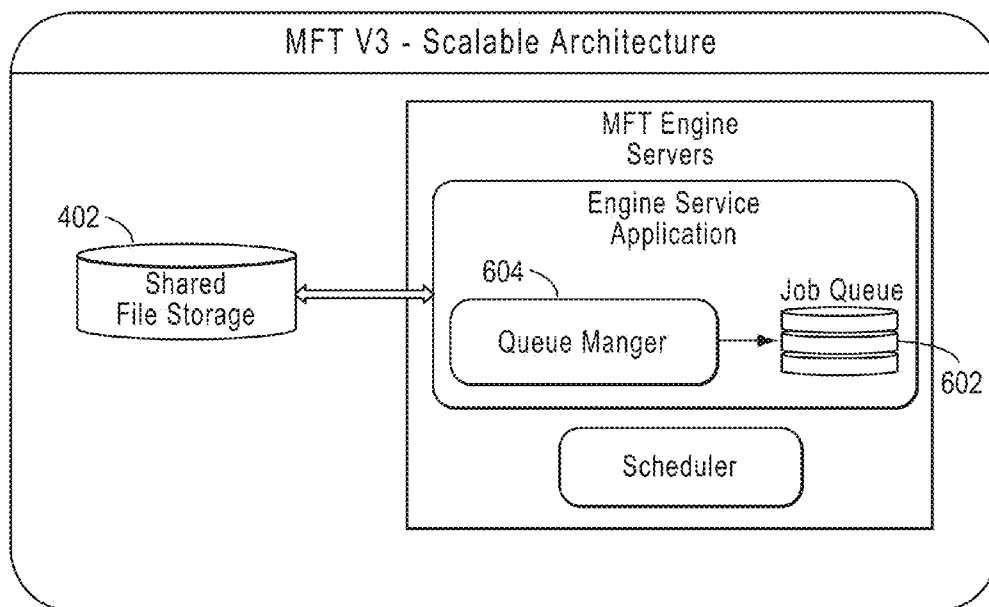 MFT V3 - Scalable Architecture
MFT Engine
Servers
Engine Service
Application
402
Shared
File Storage
604
Queue Manger
Job Queue
602
Scheduler